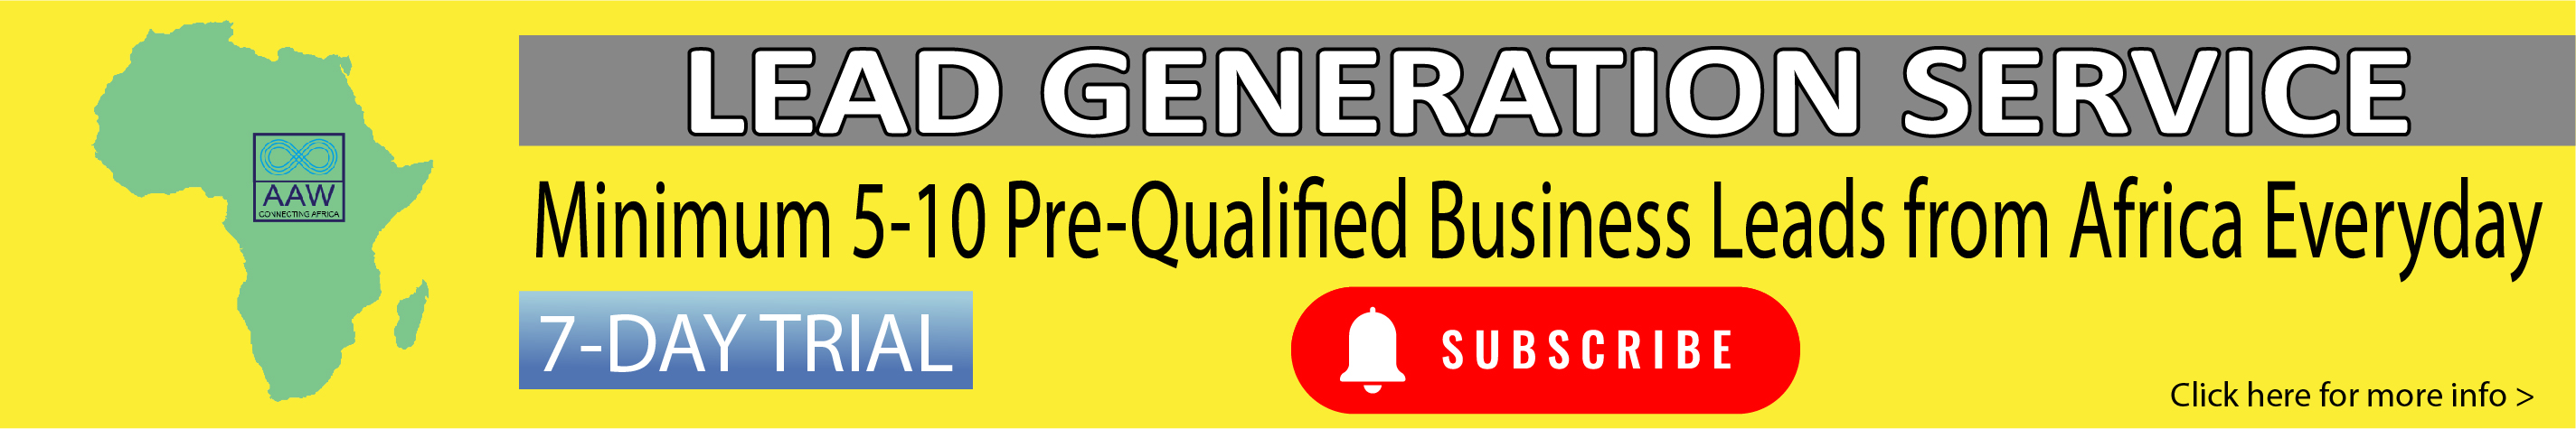 AAW
CONNECTING AFRICA
LEAD GENERATION SERVICE
Minimum 5-10 Pre-Qualified Business Leads from Africa Everyday
7-DAY TRIAL
SUBSCRIBE
Click here for more info >